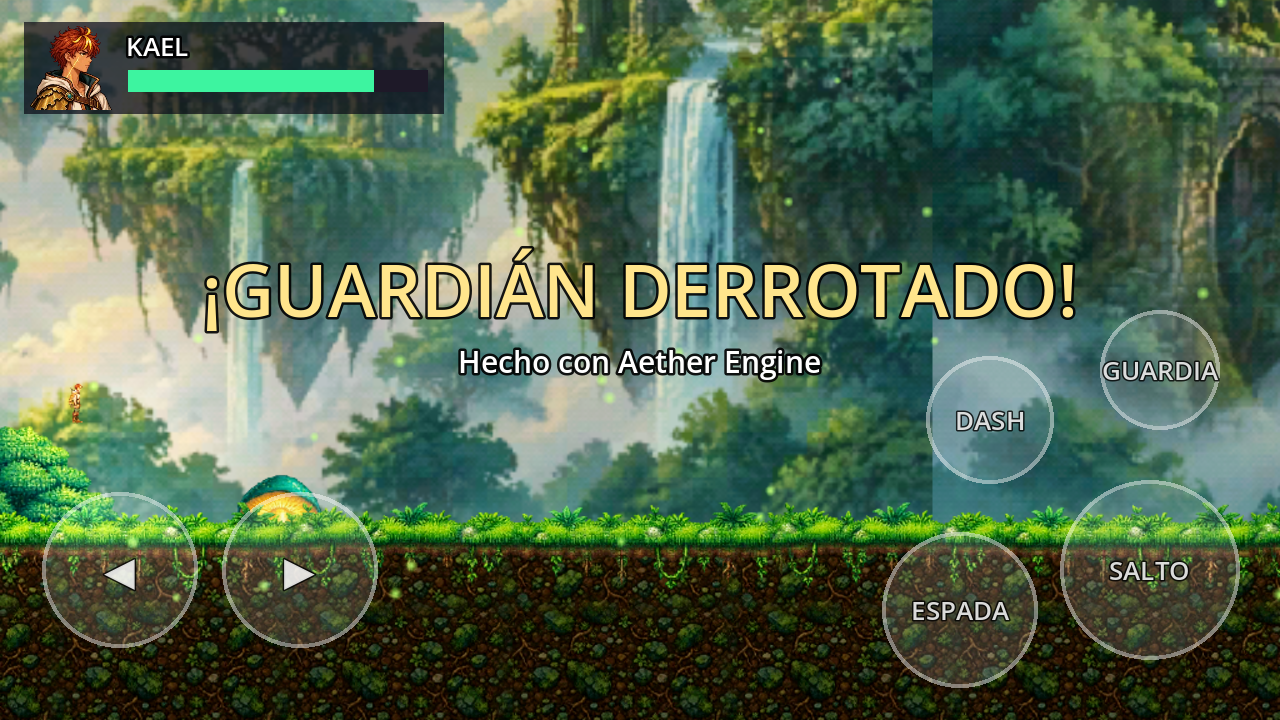 KAEL
¡GUARDIÁN DERROTADO!
Hecho con Aether Engine
GUARDIA
DASH
SALTO
ESPADA